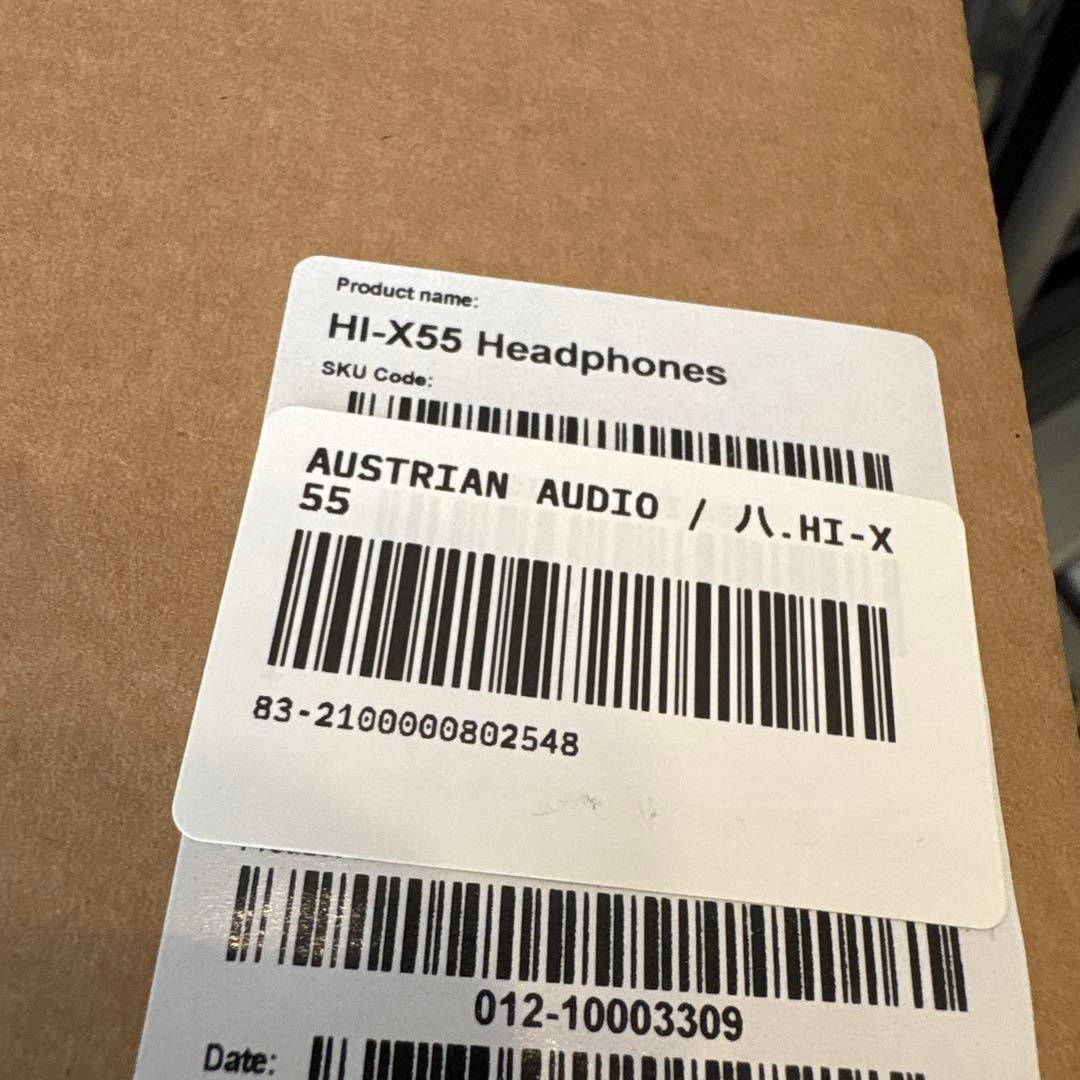 Product name:
HI-X55 Headphones
SKU Code:
AUSTRIAN AUDIO / 八.HI-X
55
83-2100000802548
012-10003309
Date: